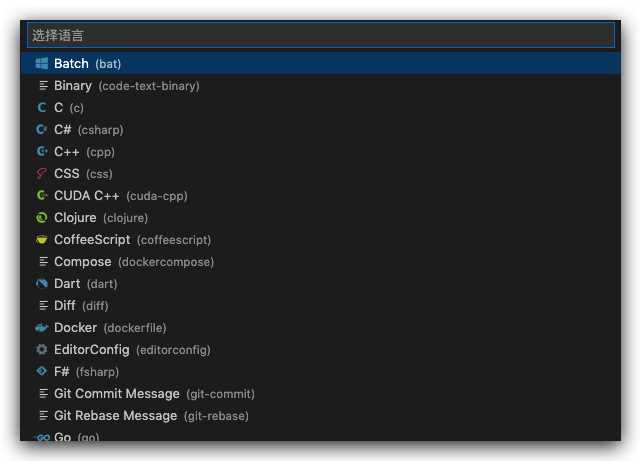 选择语言
Batch (bat)
Binary (code-text-binary)
C (c)
C# (csharp)
C++ (cpp)
CSS (css)
CUDA C++ (cuda-cpp)
Clojure (clojure)
CoffeeScript (coffeescript)
Compose (dockercompose)
Dart (dart)
Diff (diff)
Docker (dockerfile)
EditorConfig (editorconfig)
F# (fsharp)
Git Commit Message (git-commit)
Git Rebase Message (git-rebase)
Go (go)